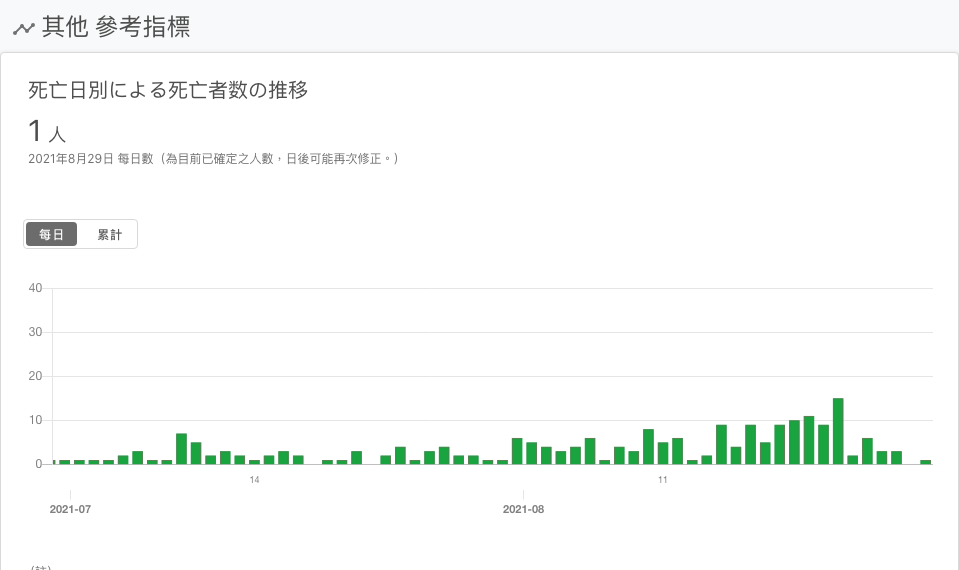 其他 參考指標
死亡日別による死亡者数の推移
1 人
2021年8月29日 每日數（為目前已確定之人數，日後可能再次修正。）
每日 累計
40
30
20
10
0
14 11
2021-07 2021-08